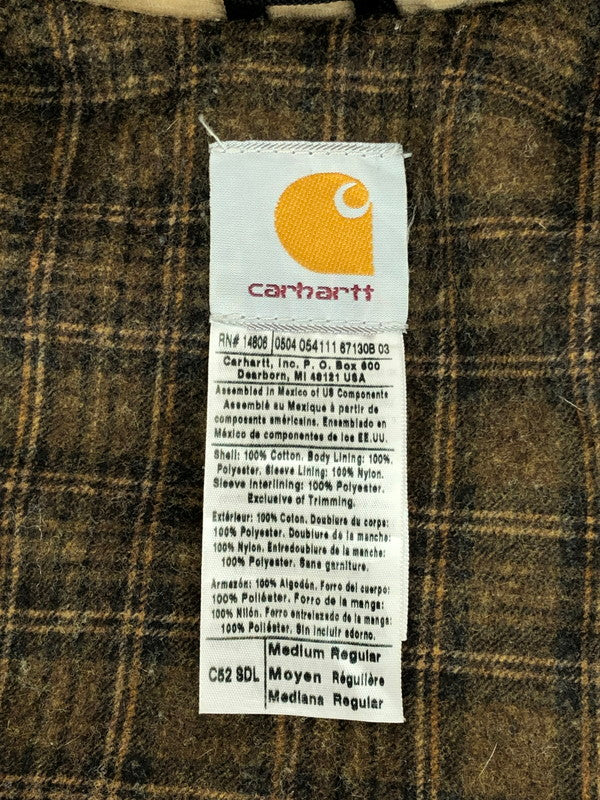 carhartt
RN# 14806 0504 054111 67130B 03
Carhartt, Inc. P. O. Box 600
Dearborn, MI 48121 USA
Assembled in Mexico of US Components
Assemblé au Mexique à partir de
composants américains. Ensamblado en
México de componentes de los EE.UU.
Shell: 100% Cotton. Body Lining: 100%
Polyester. Sleeve Lining: 100% Nylon.
Sleeve Interlining: 100% Polyester.
Exclusive of Trimming.
Extérieur: 100% Coton. Doublure du corps:
100% Polyester. Doublure de la manche:
100% Nylon. Entredoublure de la manche:
100% Polyester. Sans garniture.
Armazón: 100% Algodón. Forro del cuerpo:
100% Poliéster. Forro de la manga:
100% Nilón. Forro entrelazado de la manga:
100% Poliéster. Sin incluir adorno.
C52 SDL
Medium Regular
Moyen Régulière
Mediana Regular